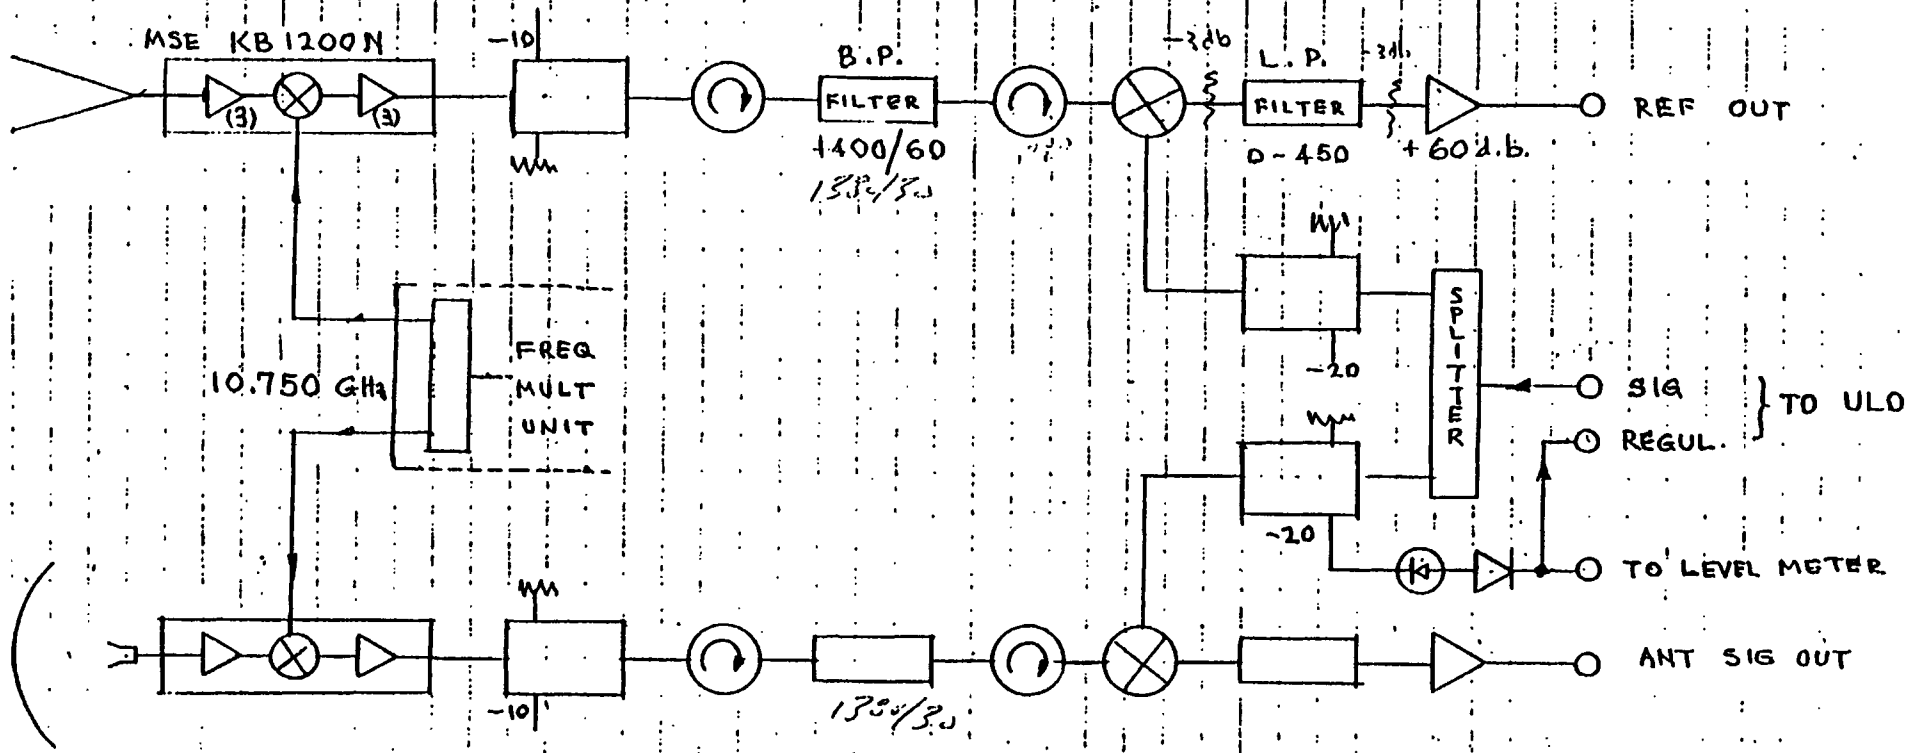 MSE KB1200N
-10
B.P.
-3db
L.P.
-3db
(3)
(3)
FILTER
FILTER
REF OUT
1400/60
0-450
+60 d.b.
SPLITTER
-20
10.750 GHz
FREQ
MULT
UNIT
SIG
TO ULO
REGUL.
-20
TO LEVEL METER
ANT SIG OUT
-10